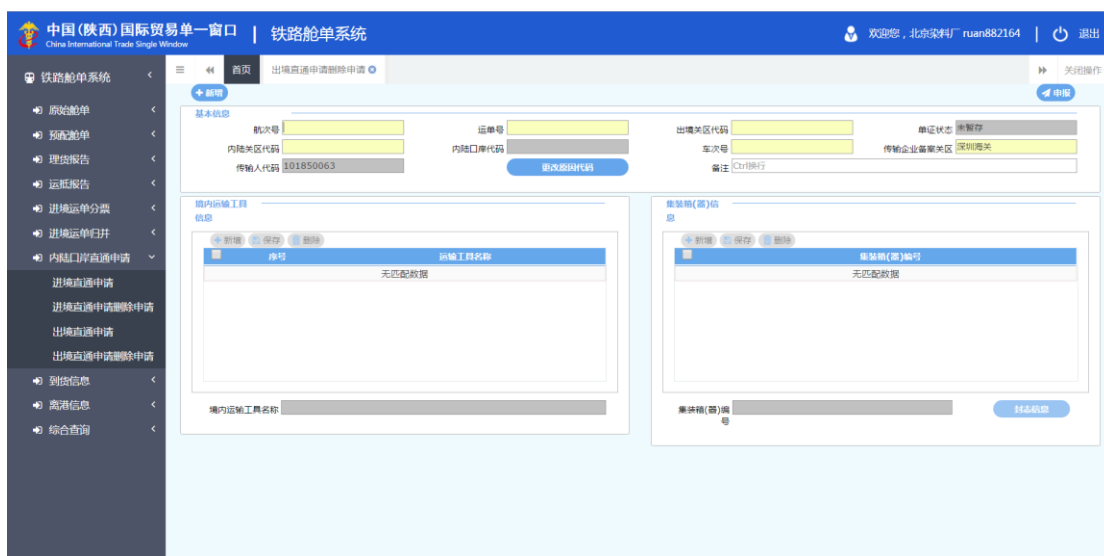 中国(陕西)国际贸易单一窗口 | 铁路舱单系统
China International Trade Single Window
欢迎您，北京染料厂 ruan882164 | 退出
铁路舱单系统
首页 出境直通申请删除申请
关闭操作
原始舱单
预配舱单
理货报告
运抵报告
进境运单分票
进境运单归并
内陆口岸直通申请
进境直通申请
进境直通申请删除申请
出境直通申请
出境直通申请删除申请
到货信息
离港信息
综合查询
新增 申报
基本信息
航次号 运单号 出境关区代码 单证状态 未暂存
内陆关区代码 内陆口岸代码 车次号 传输企业备案关区 深圳海关
传输人代码 101850063 更改原因代码 备注 Ctrl换行
境内运输工具
信息
新增 保存 删除
序号 运输工具名称
无匹配数据
境内运输工具名称
集装箱(器)信
息
新增 保存 删除
集装箱(器)编号
无匹配数据
集装箱(器)编
号
封志信息